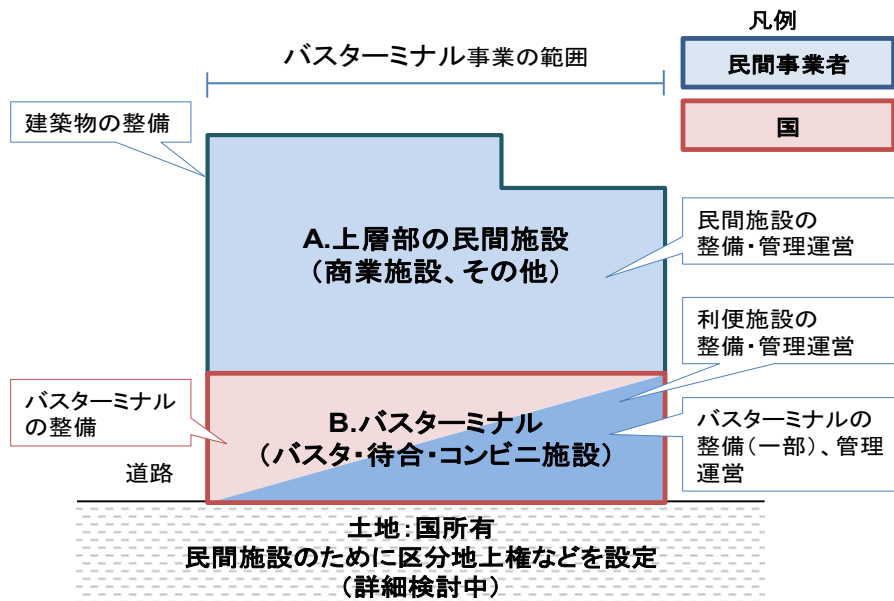 凡例
民間事業者
国
バスターミナル事業の範囲
建築物の整備
A.上層部の民間施設
（商業施設、その他）
民間施設の
整備・管理運営
利便施設の
整備・管理運営
バスターミナル
の整備
B.バスターミナル
（バスタ・待合・コンビニ施設）
バスターミナルの
整備（一部）、管理
運営
道路
土地：国所有
民間施設のために区分地上権などを設定
（詳細検討中）